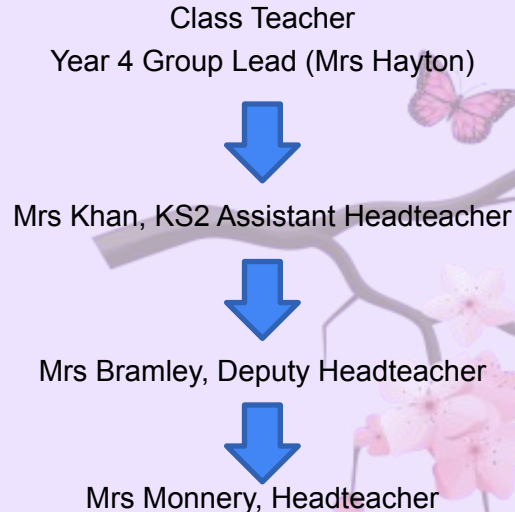 Class Teacher
Year 4 Group Lead (Mrs Hayton)
Mrs Khan, KS2 Assistant Headteacher
Mrs Bramley, Deputy Headteacher
Mrs Monnery, Headteacher